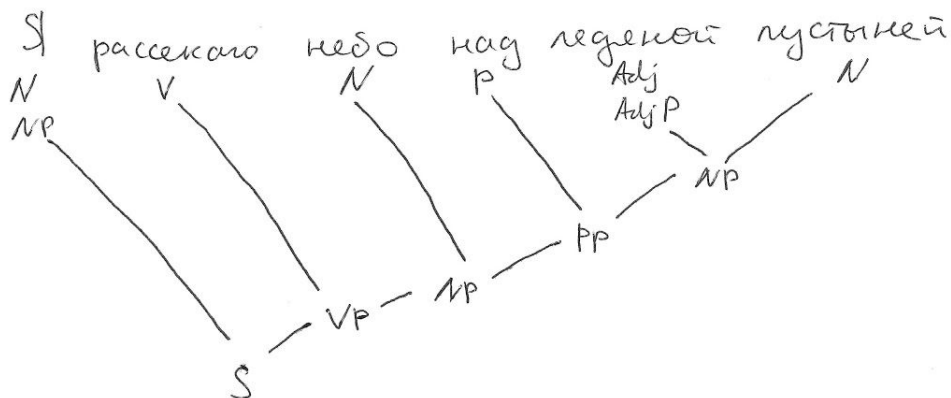 Я рассекаю небо над ледяной пустыней
N V N P Adj N
NP AdjP
NP
PP
NP
VP
S